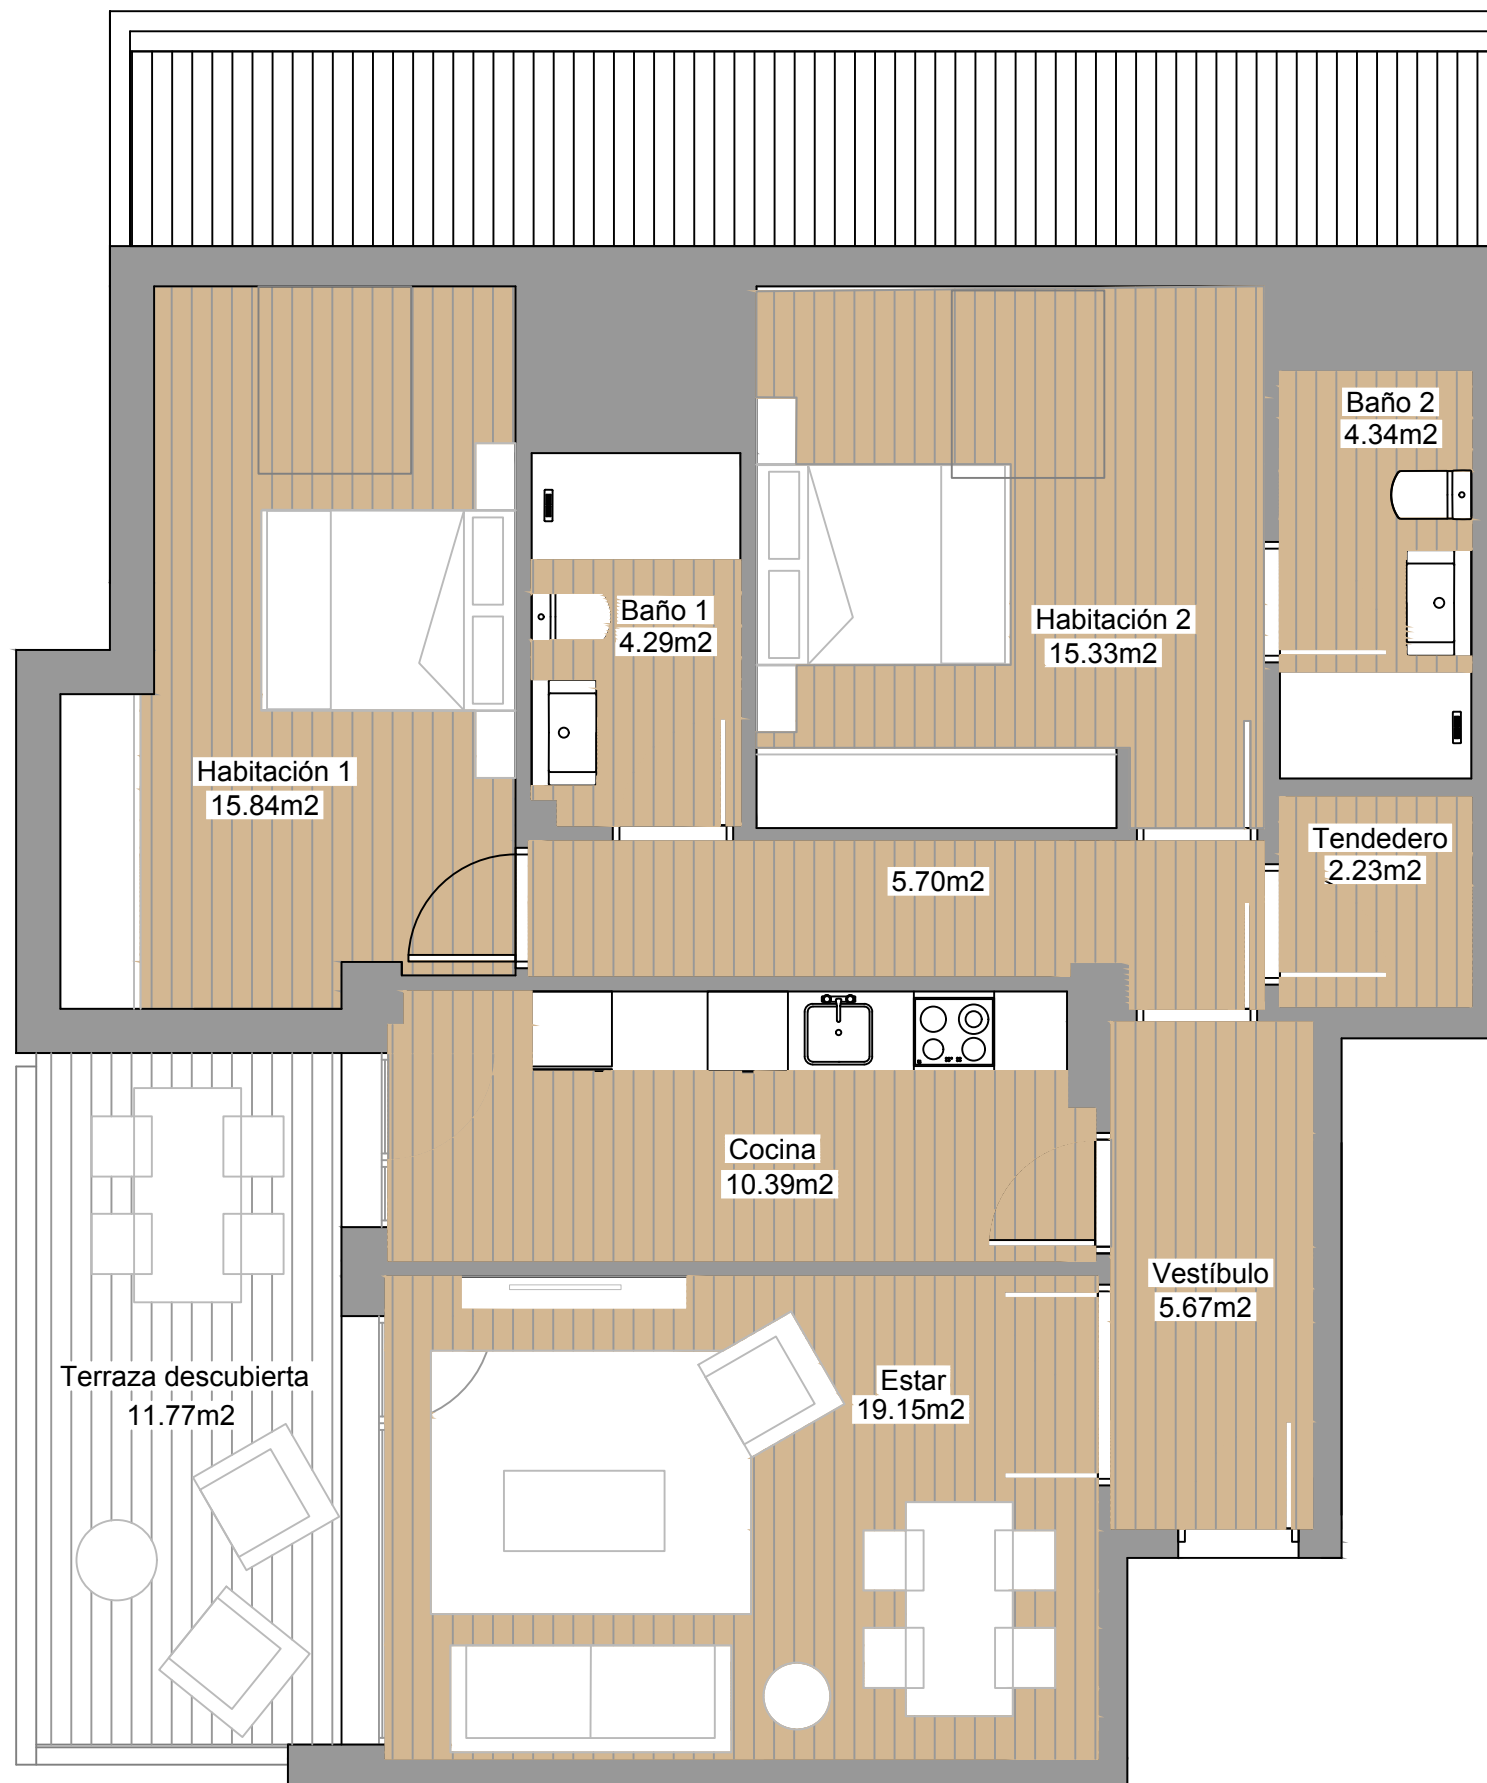 Baño 2
4.34m2
Baño 1
4.29m2
Habitación 2
15.33m2
Habitación 1
15.84m2
Tendedero
2.23m2
5.70m2
Cocina
10.39m2
Vestíbulo
5.67m2
Terraza descubierta
11.77m2
Estar
19.15m2